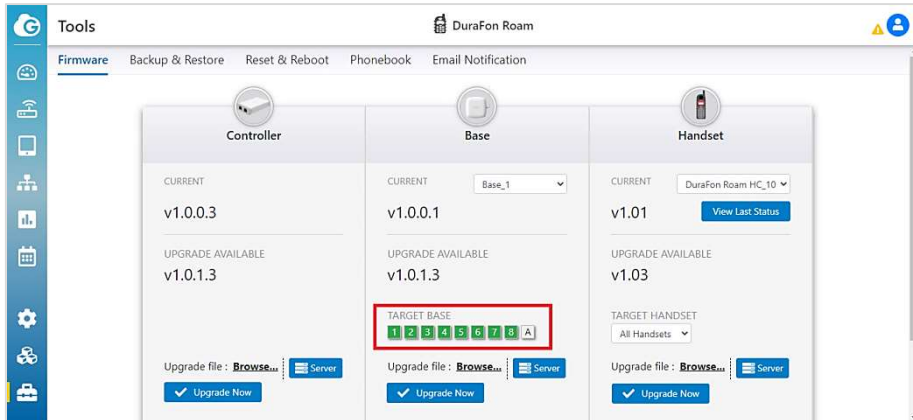 Tools
DuraFon Roam
Firmware Backup & Restore Reset & Reboot Phonebook Email Notification
Controller
CURRENT
v1.0.0.3
UPGRADE AVAILABLE
v1.0.1.3
Upgrade file : Browse... Server
Upgrade Now
Base
CURRENT Base_1
v1.0.0.1
UPGRADE AVAILABLE
v1.0.1.3
TARGET BASE
1 2 3 4 5 6 7 8 A
Upgrade file : Browse... Server
Upgrade Now
Handset
CURRENT DuraFon Roam HC_10
v1.01 View Last Status
UPGRADE AVAILABLE
v1.03
TARGET HANDSET
All Handsets
Upgrade file : Browse... Server
Upgrade Now